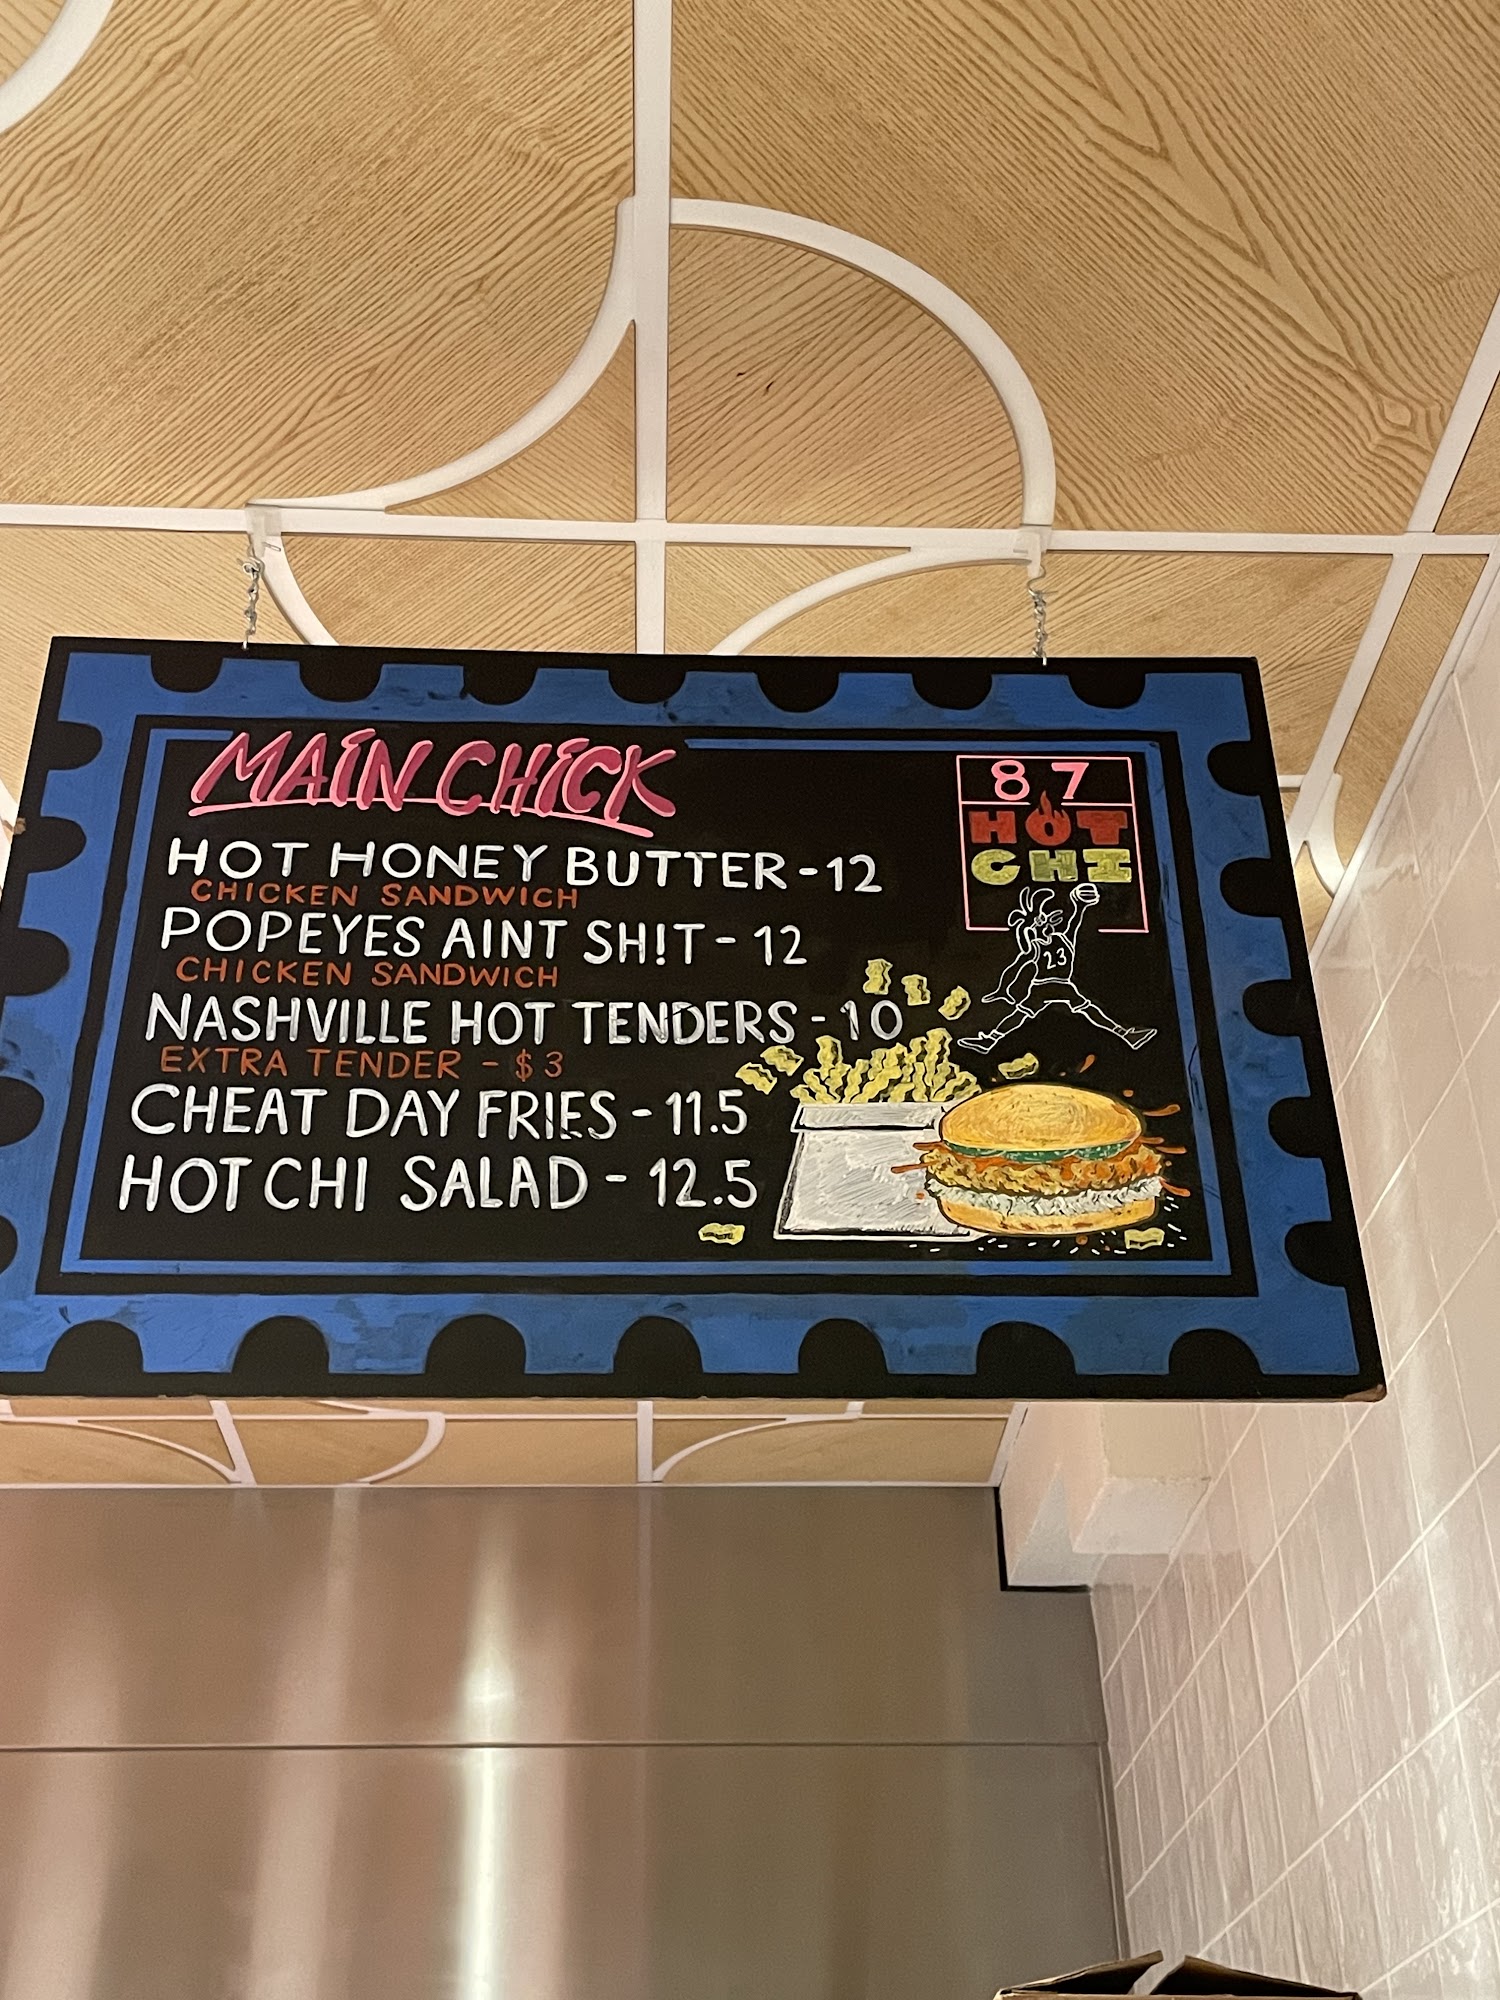 MAIN CHICK
HOT HONEY BUTTER - 12
CHICKEN SANDWICH
POPEYES AINT SH!T - 12
CHICKEN SANDWICH
NASHVILLE HOT TENDERS - 10
EXTRA TENDER - $3
CHEAT DAY FRIES - 11.5
HOT CHI SALAD - 12.5
87
HOT
CHI
23